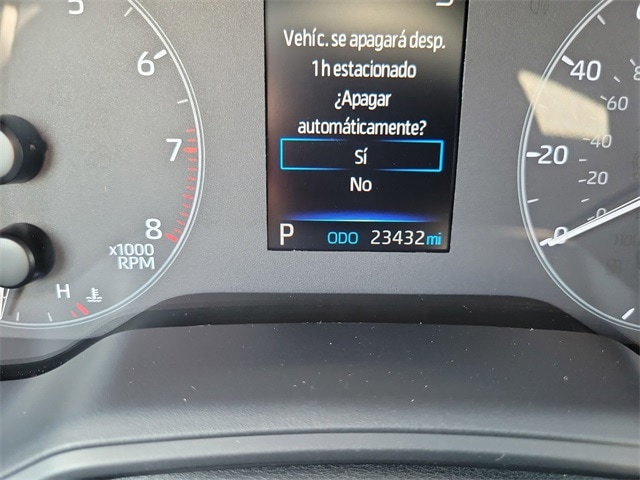 5
6
7
8
x1000
RPM
H
Vehíc. se apagará desp.
1 h estacionado
¿Apagar
automáticamente?
Sí
No
P ODO 23432 mi
40
20
0
60
40
20
0